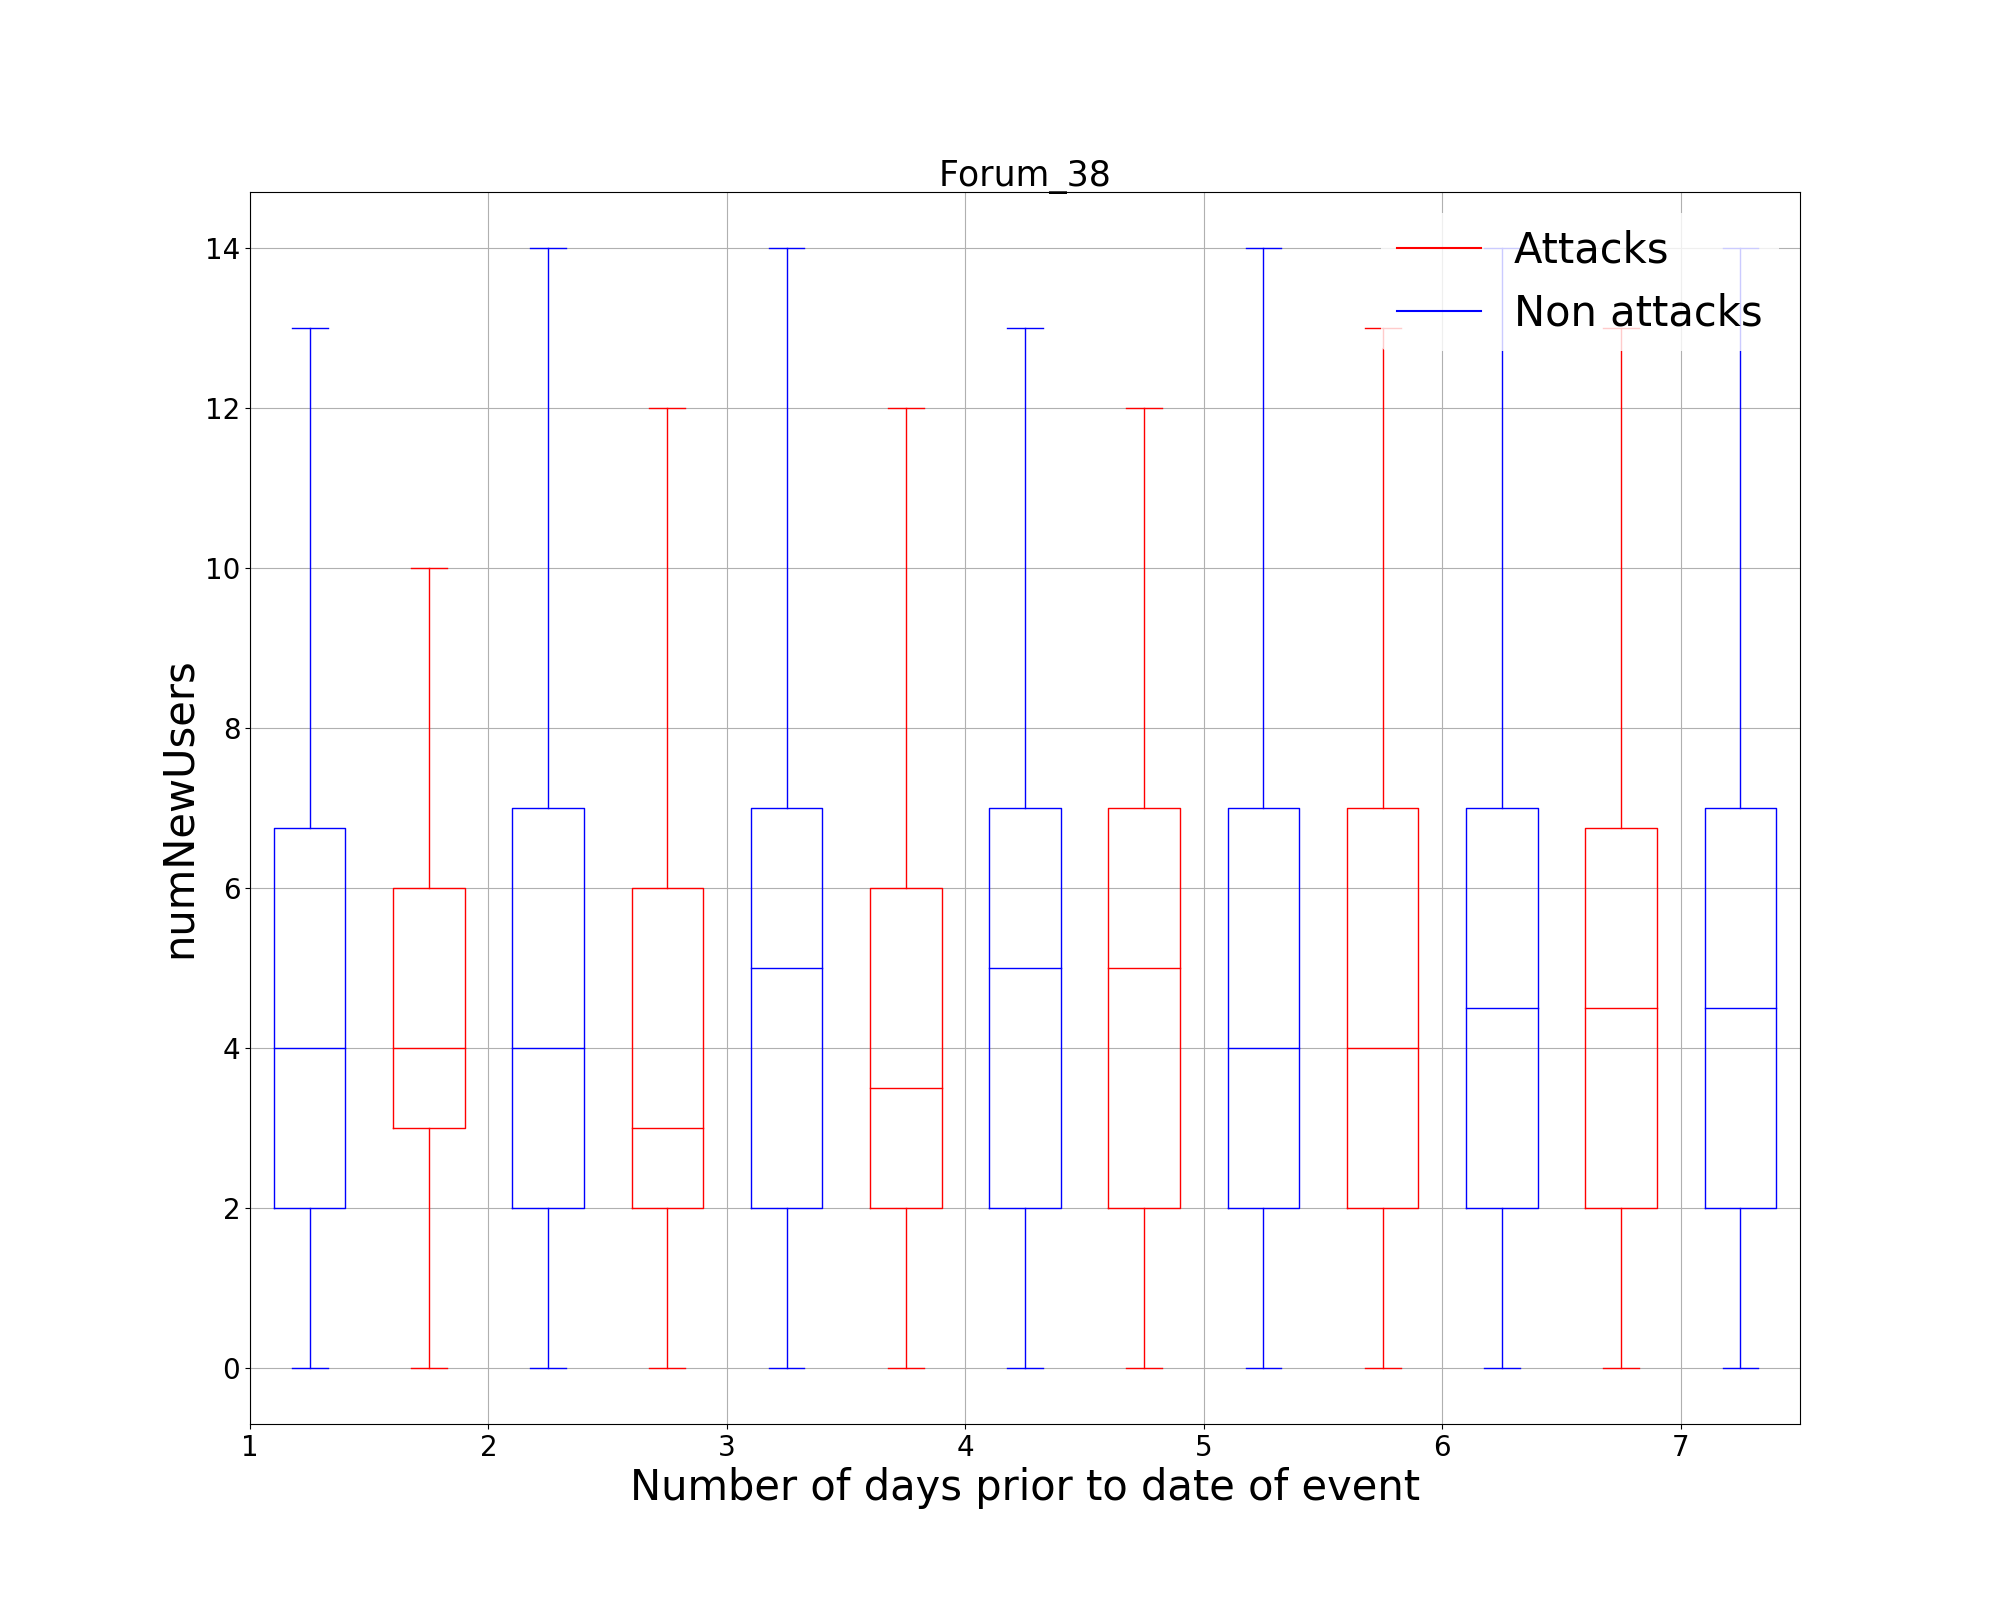 Forum_38
Attacks
Non attacks
14
12
10
8
6
4
2
0
numNewUsers
1 2 3 4 5 6 7
Number of days prior to date of event